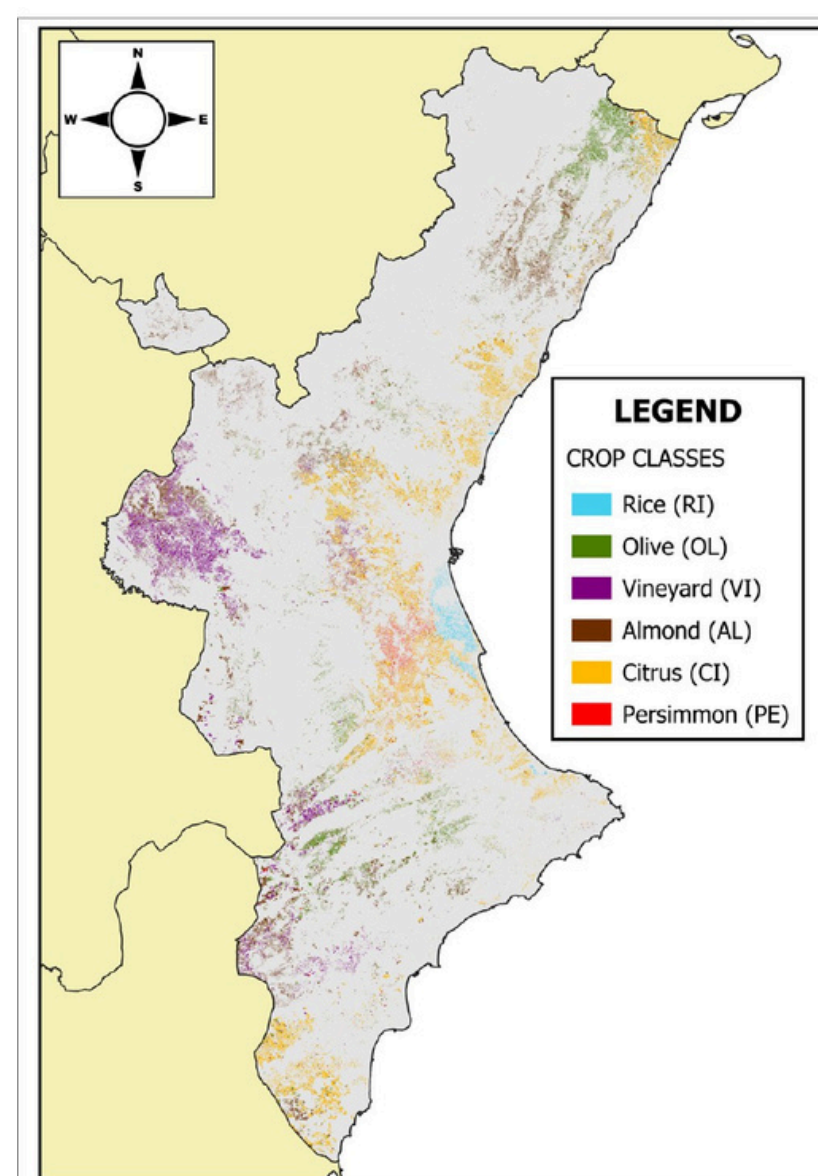 N
W E
S
LEGEND
CROP CLASSES
Rice (RI)
Olive (OL)
Vineyard (VI)
Almond (AL)
Citrus (CI)
Persimmon (PE)